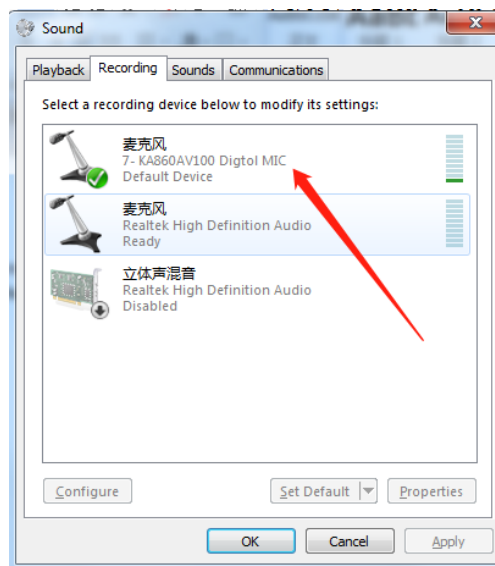 Sound
Playback Recording Sounds Communications
Select a recording device below to modify its settings:
麦克风
7- KA860AV100 Digtol MIC
Default Device
麦克风
Realtek High Definition Audio
Ready
立体声混音
Realtek High Definition Audio
Disabled
Configure Set Default Properties
OK Cancel Apply